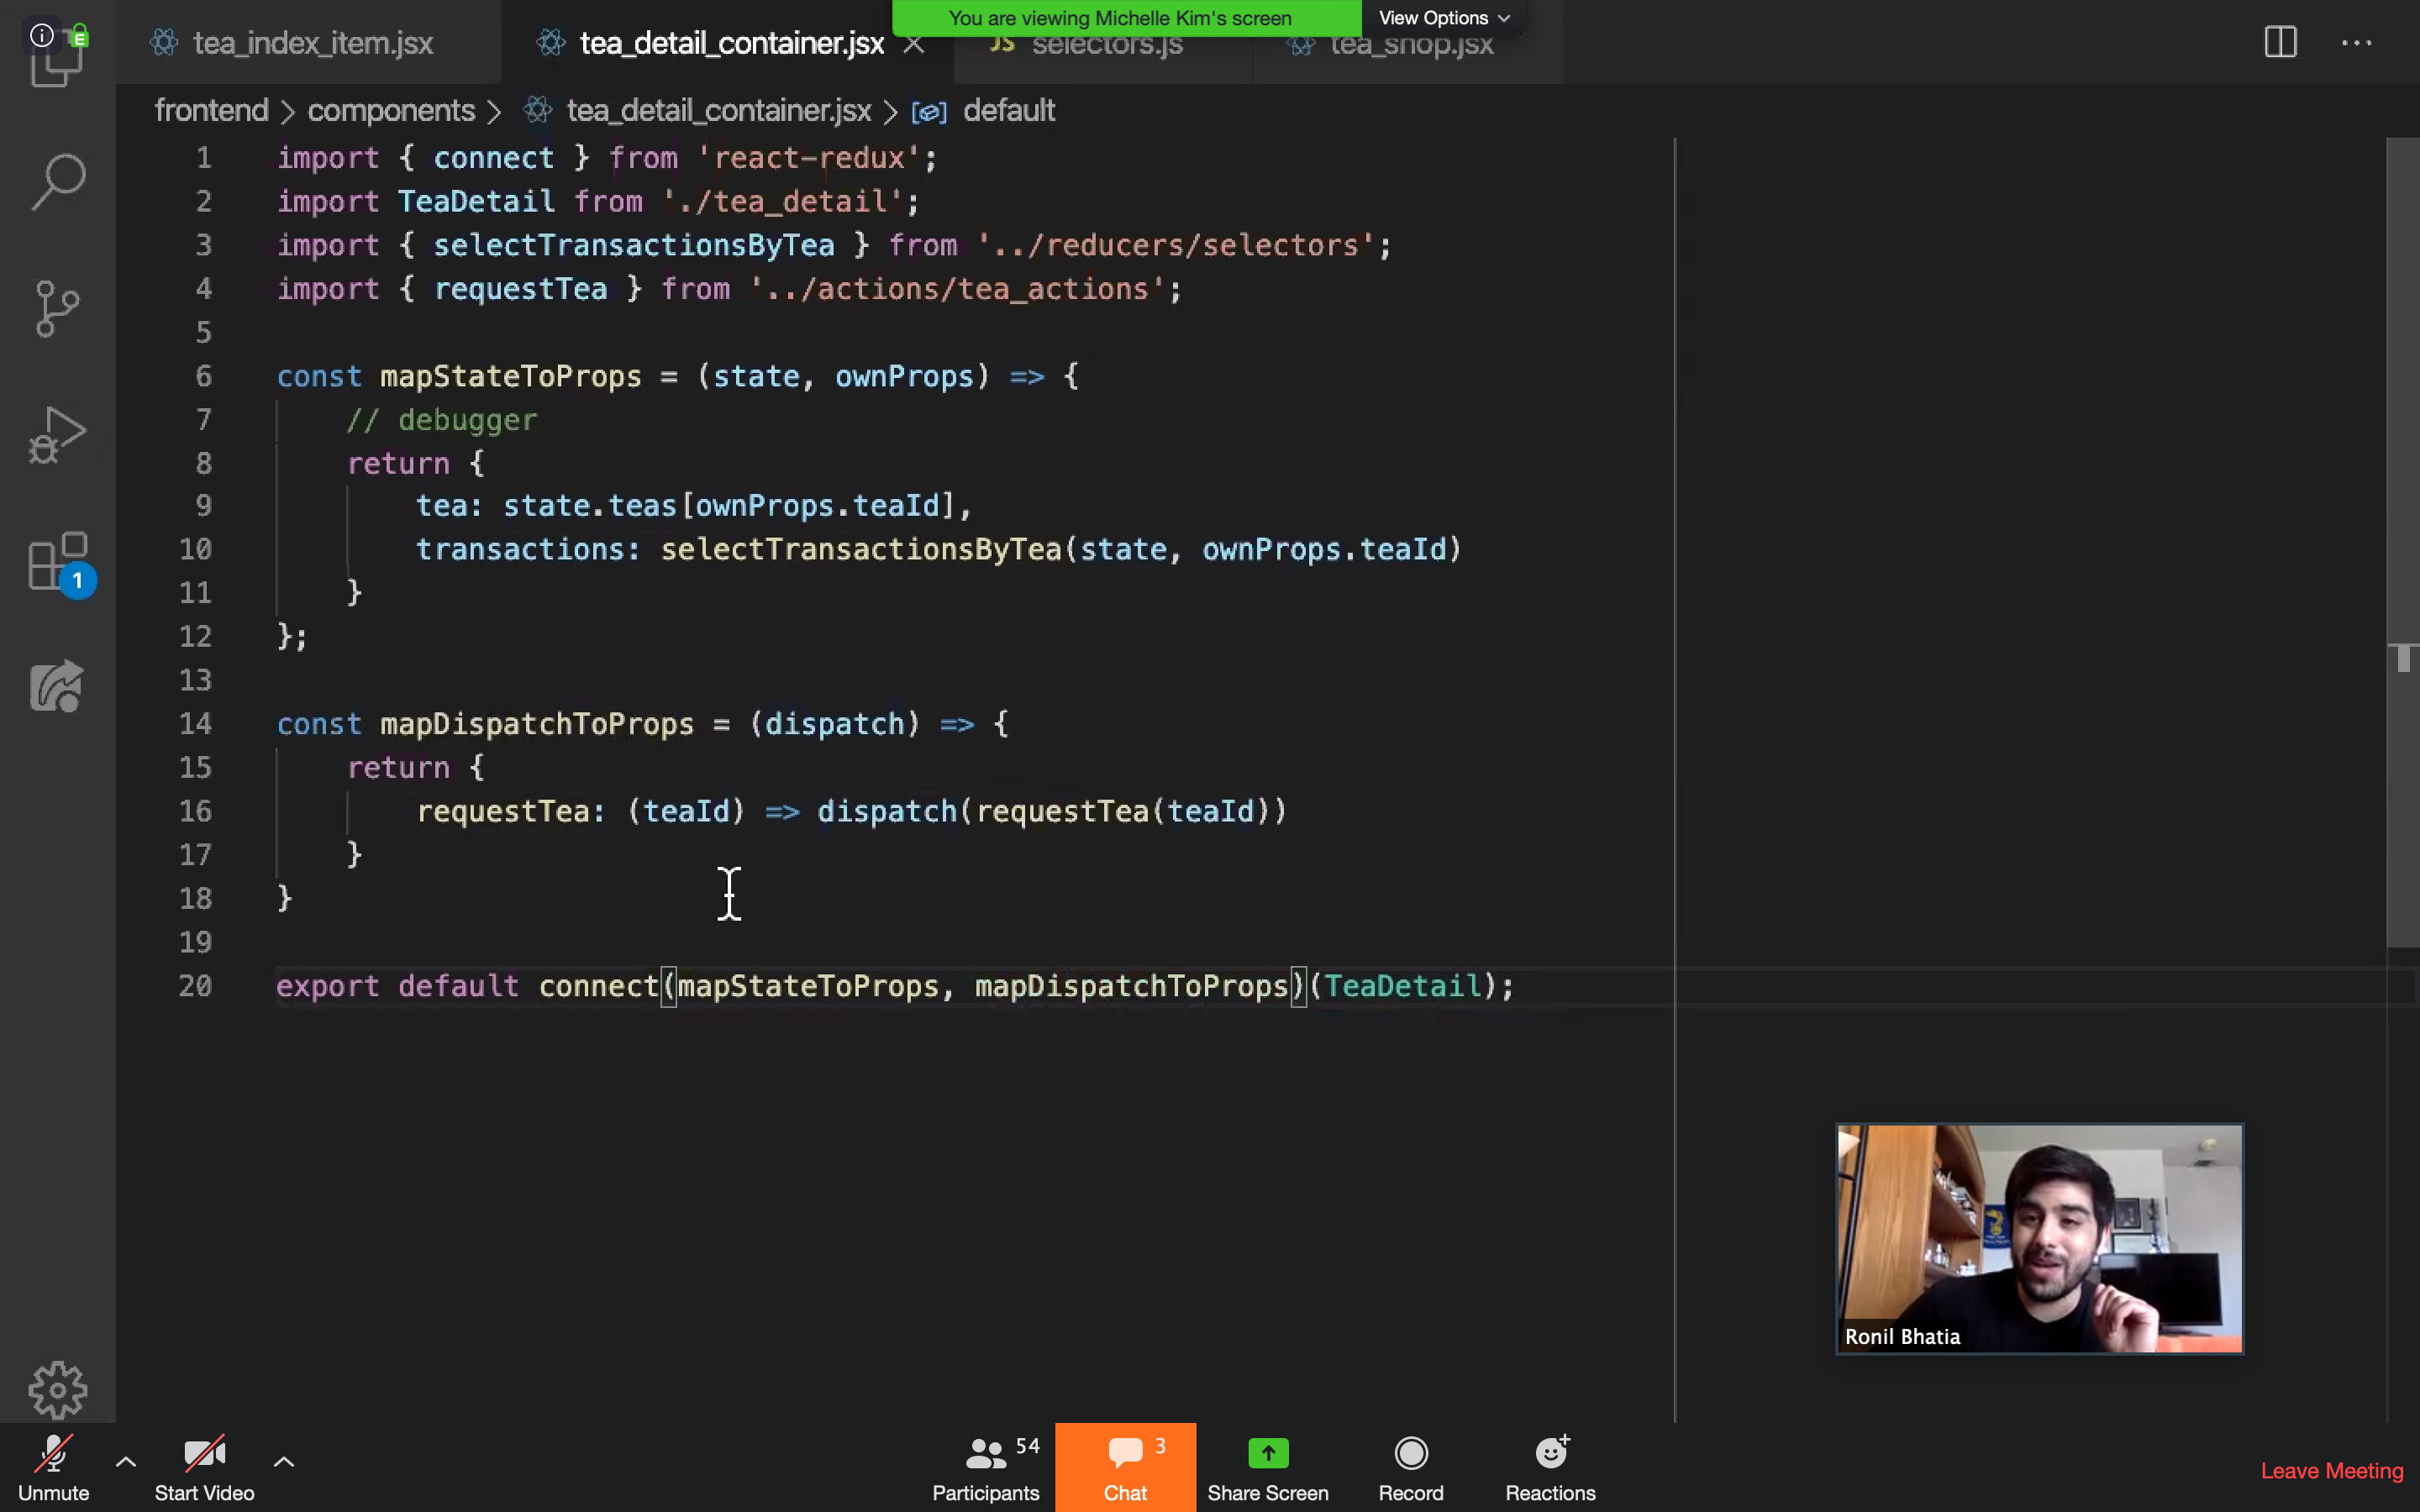 You are viewing Michelle Kim's screen View Options
tea_index_item.jsx tea_detail_container.jsx JS selectors.js tea_shop.jsx
frontend > components > tea_detail_container.jsx > default
1 import { connect } from 'react-redux';
2 import TeaDetail from './tea_detail';
3 import { selectTransactionsByTea } from '../reducers/selectors';
4 import { requestTea } from '../actions/tea_actions';
5
6 const mapStateToProps = (state, ownProps) => {
7 // debugger
8 return {
9 tea: state.teas[ownProps.teaId],
10 transactions: selectTransactionsByTea(state, ownProps.teaId)
11 }
12 };
13
14 const mapDispatchToProps = (dispatch) => {
15 return {
16 requestTea: (teaId) => dispatch(requestTea(teaId))
17 }
18 }
19
20 export default connect(mapStateToProps, mapDispatchToProps)(TeaDetail);
1
Ronil Bhatia
54 3
Unmute Start Video Participants Chat Share Screen Record Reactions Leave Meeting